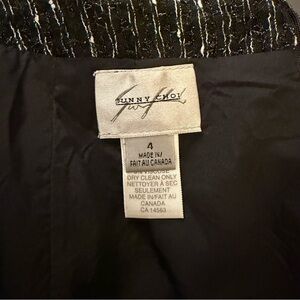 SUNNY CHOI
4
MADE IN/
FAIT AU CANADA
VISCOSE
DRY CLEAN ONLY
NETTOYER À SEC
SEULEMENT
MADE IN/FAIT AU
CANADA
CA 14563